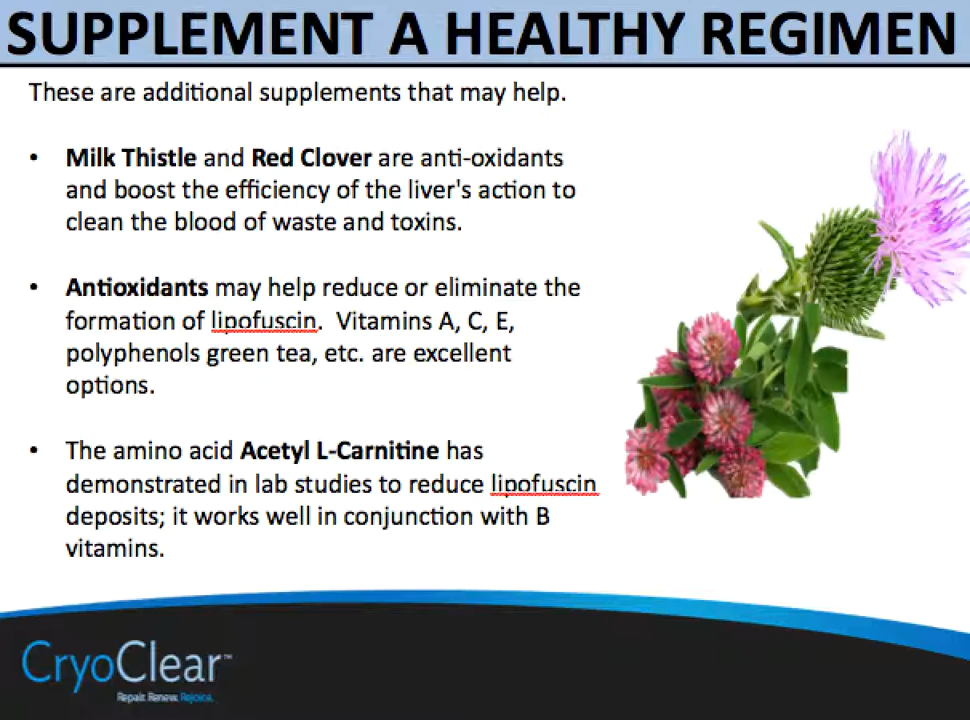 SUPPLEMENT A HEALTHY REGIMEN
These are additional supplements that may help.
• Milk Thistle and Red Clover are anti-oxidants
and boost the efficiency of the liver's action to
clean the blood of waste and toxins.
• Antioxidants may help reduce or eliminate the
formation of lipofuscin.  Vitamins A, C, E,
polyphenols green tea, etc. are excellent
options.
• The amino acid Acetyl L-Carnitine has
demonstrated in lab studies to reduce lipofuscin
deposits; it works well in conjunction with B
vitamins.
CryoClear™
Repair. Renew. Rejoice.